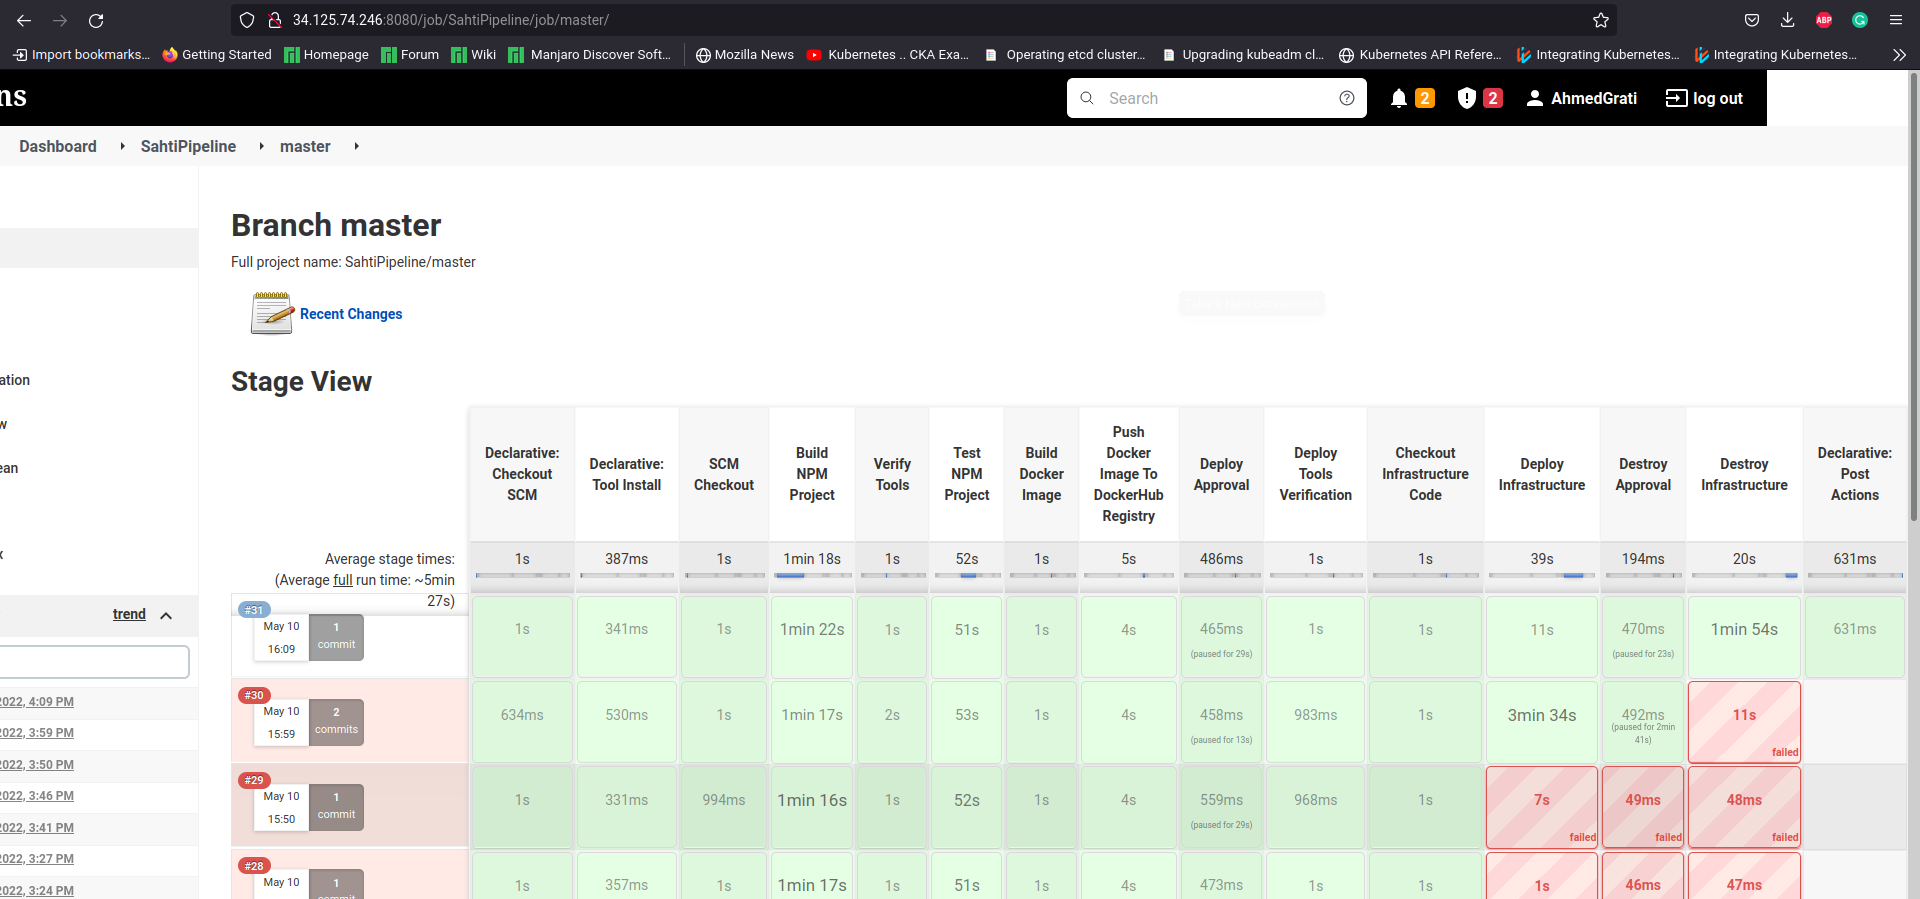 34.125.74.246:8080/job/SahtiPipeline/job/master/
ABP
G
Import bookmarks... Getting Started Homepage Forum Wiki Manjaro Discover Soft... Mozilla News Kubernetes .. CKA Exa... Operating etcd cluster... Upgrading kubeadm cl... Kubernetes API Refere... Integrating Kubernetes... Integrating Kubernetes...
ns
Search
2
2
AhmedGrati
log out
Dashboard SahtiPipeline master
ation
w
ean
x
trend
2022, 4:09 PM
2022, 3:59 PM
2022, 3:50 PM
2022, 3:46 PM
2022, 3:41 PM
2022, 3:27 PM
2022, 3:24 PM
Branch master
Full project name: SahtiPipeline/master
Recent Changes
Stage View
Declarative:
Checkout
SCM
Declarative:
Tool Install
SCM
Checkout
Build
NPM
Project
Verify
Tools
Test
NPM
Project
Build
Docker
Image
Push
Docker
Image To
DockerHub
Registry
Deploy
Approval
Deploy
Tools
Verification
Checkout
Infrastructure
Code
Deploy
Infrastructure
Destroy
Approval
Destroy
Infrastructure
Declarative:
Post
Actions
Average stage times:
(Average full run time: ~5min
27s)
1s 387ms 1s 1min 18s 1s 52s 1s 5s 486ms 1s 1s 39s 194ms 20s 631ms
#31
May 10
16:09
1
commit
1s 341ms 1s 1min 22s 1s 51s 1s 4s 465ms 1s 1s 11s 470ms 1min 54s 631ms
(paused for 29s) (paused for 23s)
#30
May 10
15:59
2
commits
634ms 530ms 1s 1min 17s 2s 53s 1s 4s 458ms 983ms 1s 3min 34s 492ms 11s
(paused for 13s)
(paused for 2min
41s)
failed
#29
May 10
15:50
1
commit
1s 331ms 994ms 1min 16s 1s 52s 1s 4s 559ms 968ms 1s 7s 49ms 48ms
(paused for 29s)
failed failed failed
#28
May 10
1
commit
1s 357ms 1s 1min 17s 1s 51s 1s 4s 473ms 1s 1s 1s 46ms 47ms